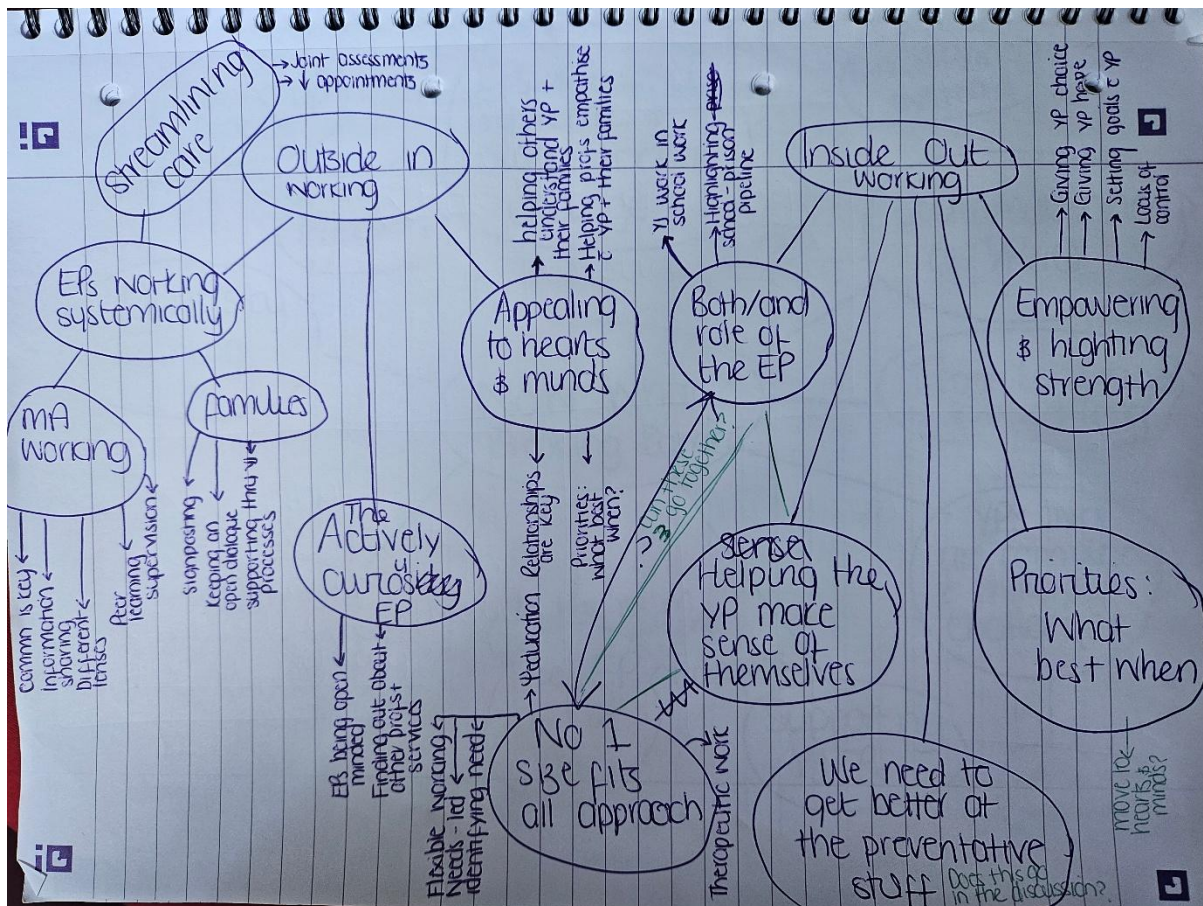 Streamlining
care
→ Joint assessments
→ ↓ appointments
Outside in
working
EPs working
systemically
MA
working
Commn is key
Information
sharing
Different
lenses
Peer
learning
supervision
families
signposting
keeping an
open dialogue
supporting thru
processes
The
Actively
curious
EP
EPs being open
minded
Finding out about
other profs +
services
Appealing
to hearts
& minds
helping others
understand YP +
their families
Helping profs empathise
c̄ YP + their families
Relationships
are key
Priorities:
what best
when?
Inside Out
working
Both/and
role of
the EP
YJ work in
school work
→ Highlighting
school-prison
pipeline
Empowering
& highting
strength
→ Giving YP choice
→ Giving YP hope
→ Setting goals c̄ YP
→ Locus of
control
can these
go together?
Helping the
YP make
sense of
themselves
Priorities:
What
best when
move to
hearts &
minds?
No 1
size fits
all approach
Flexible working
Needs-led
identifying need
→ Ψeducation
Therapeutic work
We need to
get better at
the preventative
stuff
Does this go
in the discussion?